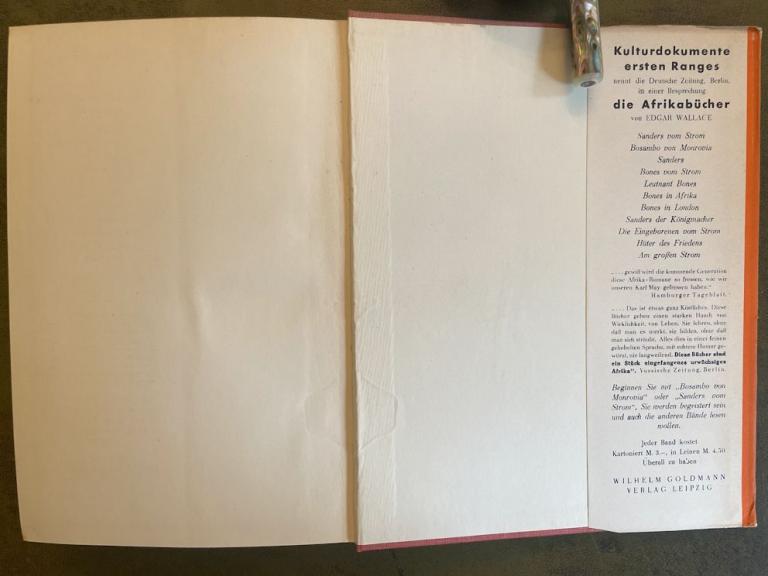 Kulturdokumente
ersten Ranges
nennt die Deutsche Zeitung, Berlin,
in einer Besprechung
die Afrikabücher
von EDGAR WALLACE
Sanders vom Strom
Bosambo von Monrovia
Sanders
Bones vom Strom
Leutnant Bones
Bones in Afrika
Bones in London
Sanders der Königmacher
Die Eingeborenen vom Strom
Hüter des Friedens
Am großen Strom
„.... gewiß wird die kommende Generation
diese Afrika-Romane so fressen, wie wir
unseren Karl May gefressen haben."
Hamburger Tageblatt.
„.... Das ist etwas ganz Köstliches. Diese
Bücher geben einen starken Hauch von
Wirklichkeit, von Leben. Sie lehren, ohne
daß man es merkt, sie bilden, ohne daß
man sich sträubt. Alles dies in einer feinen
gehobenen Sprache, mit echtem Humor ge-
würzt, nie langweilend. Diese Bücher sind
ein Stück eingefangenes urwüchsiges
Afrika". Vossische Zeitung, Berlin.
Beginnen Sie mit „Bosambo von
Monrovia" oder „Sanders vom
Strom", Sie werden begeistert sein
und auch die anderen Bände lesen
wollen.
Jeder Band kostet
Kartoniert M. 3.–, in Leinen M. 4.50
Überall zu haben
WILHELM GOLDMANN
VERLAG LEIPZIG